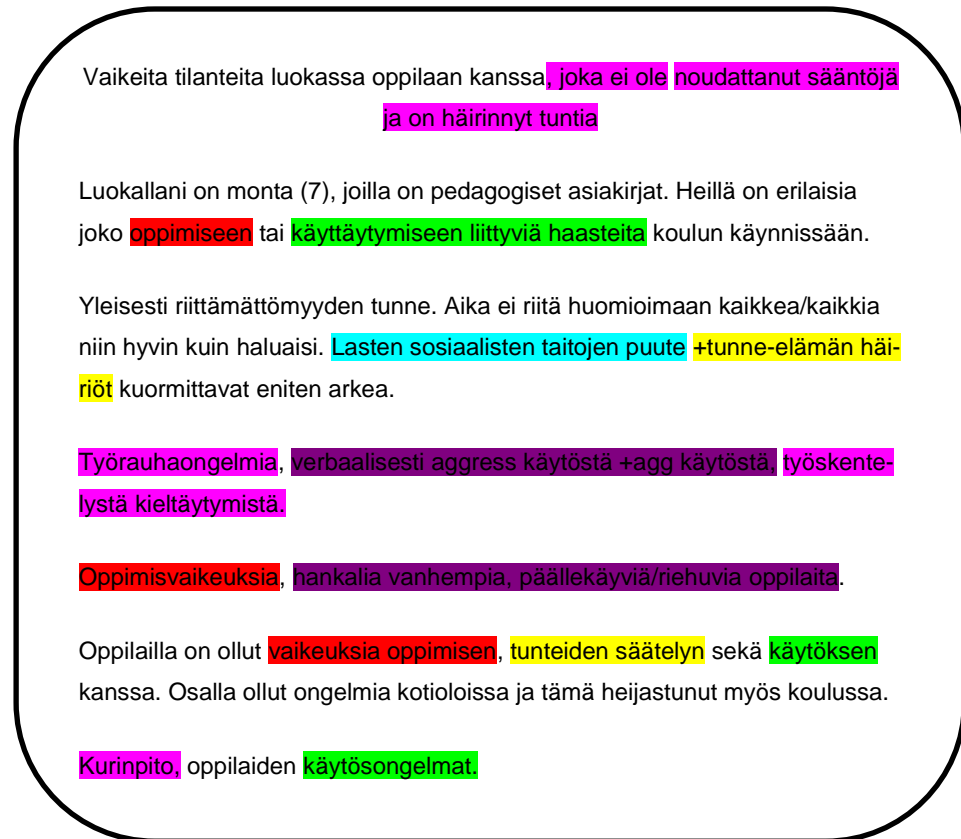 Vaikeita tilanteita luokassa oppilaan kanssa, joka ei ole noudattanut sääntöjä
ja on häirinnyt tuntia
Luokallani on monta (7), joilla on pedagogiset asiakirjat. Heillä on erilaisia
joko oppimiseen tai käyttäytymiseen liittyviä haasteita koulun käynnissään.
Yleisesti riittämättömyyden tunne. Aika ei riitä huomioimaan kaikkea/kaikkia
niin hyvin kuin haluaisi. Lasten sosiaalisten taitojen puute +tunne-elämän häi-
riöt kuormittavat eniten arkea.
Työrauhaongelmia, verbaalisesti aggress käytöstä +agg käytöstä, työskente-
lystä kieltäytymistä.
Oppimisvaikeuksia, hankalia vanhempia, päällekäyviä/riehuvia oppilaita.
Oppilailla on ollut vaikeuksia oppimisen, tunteiden säätelyn sekä käytöksen
kanssa. Osalla ollut ongelmia kotioloissa ja tämä heijastunut myös koulussa.
Kurinpito, oppilaiden käytösongelmat.